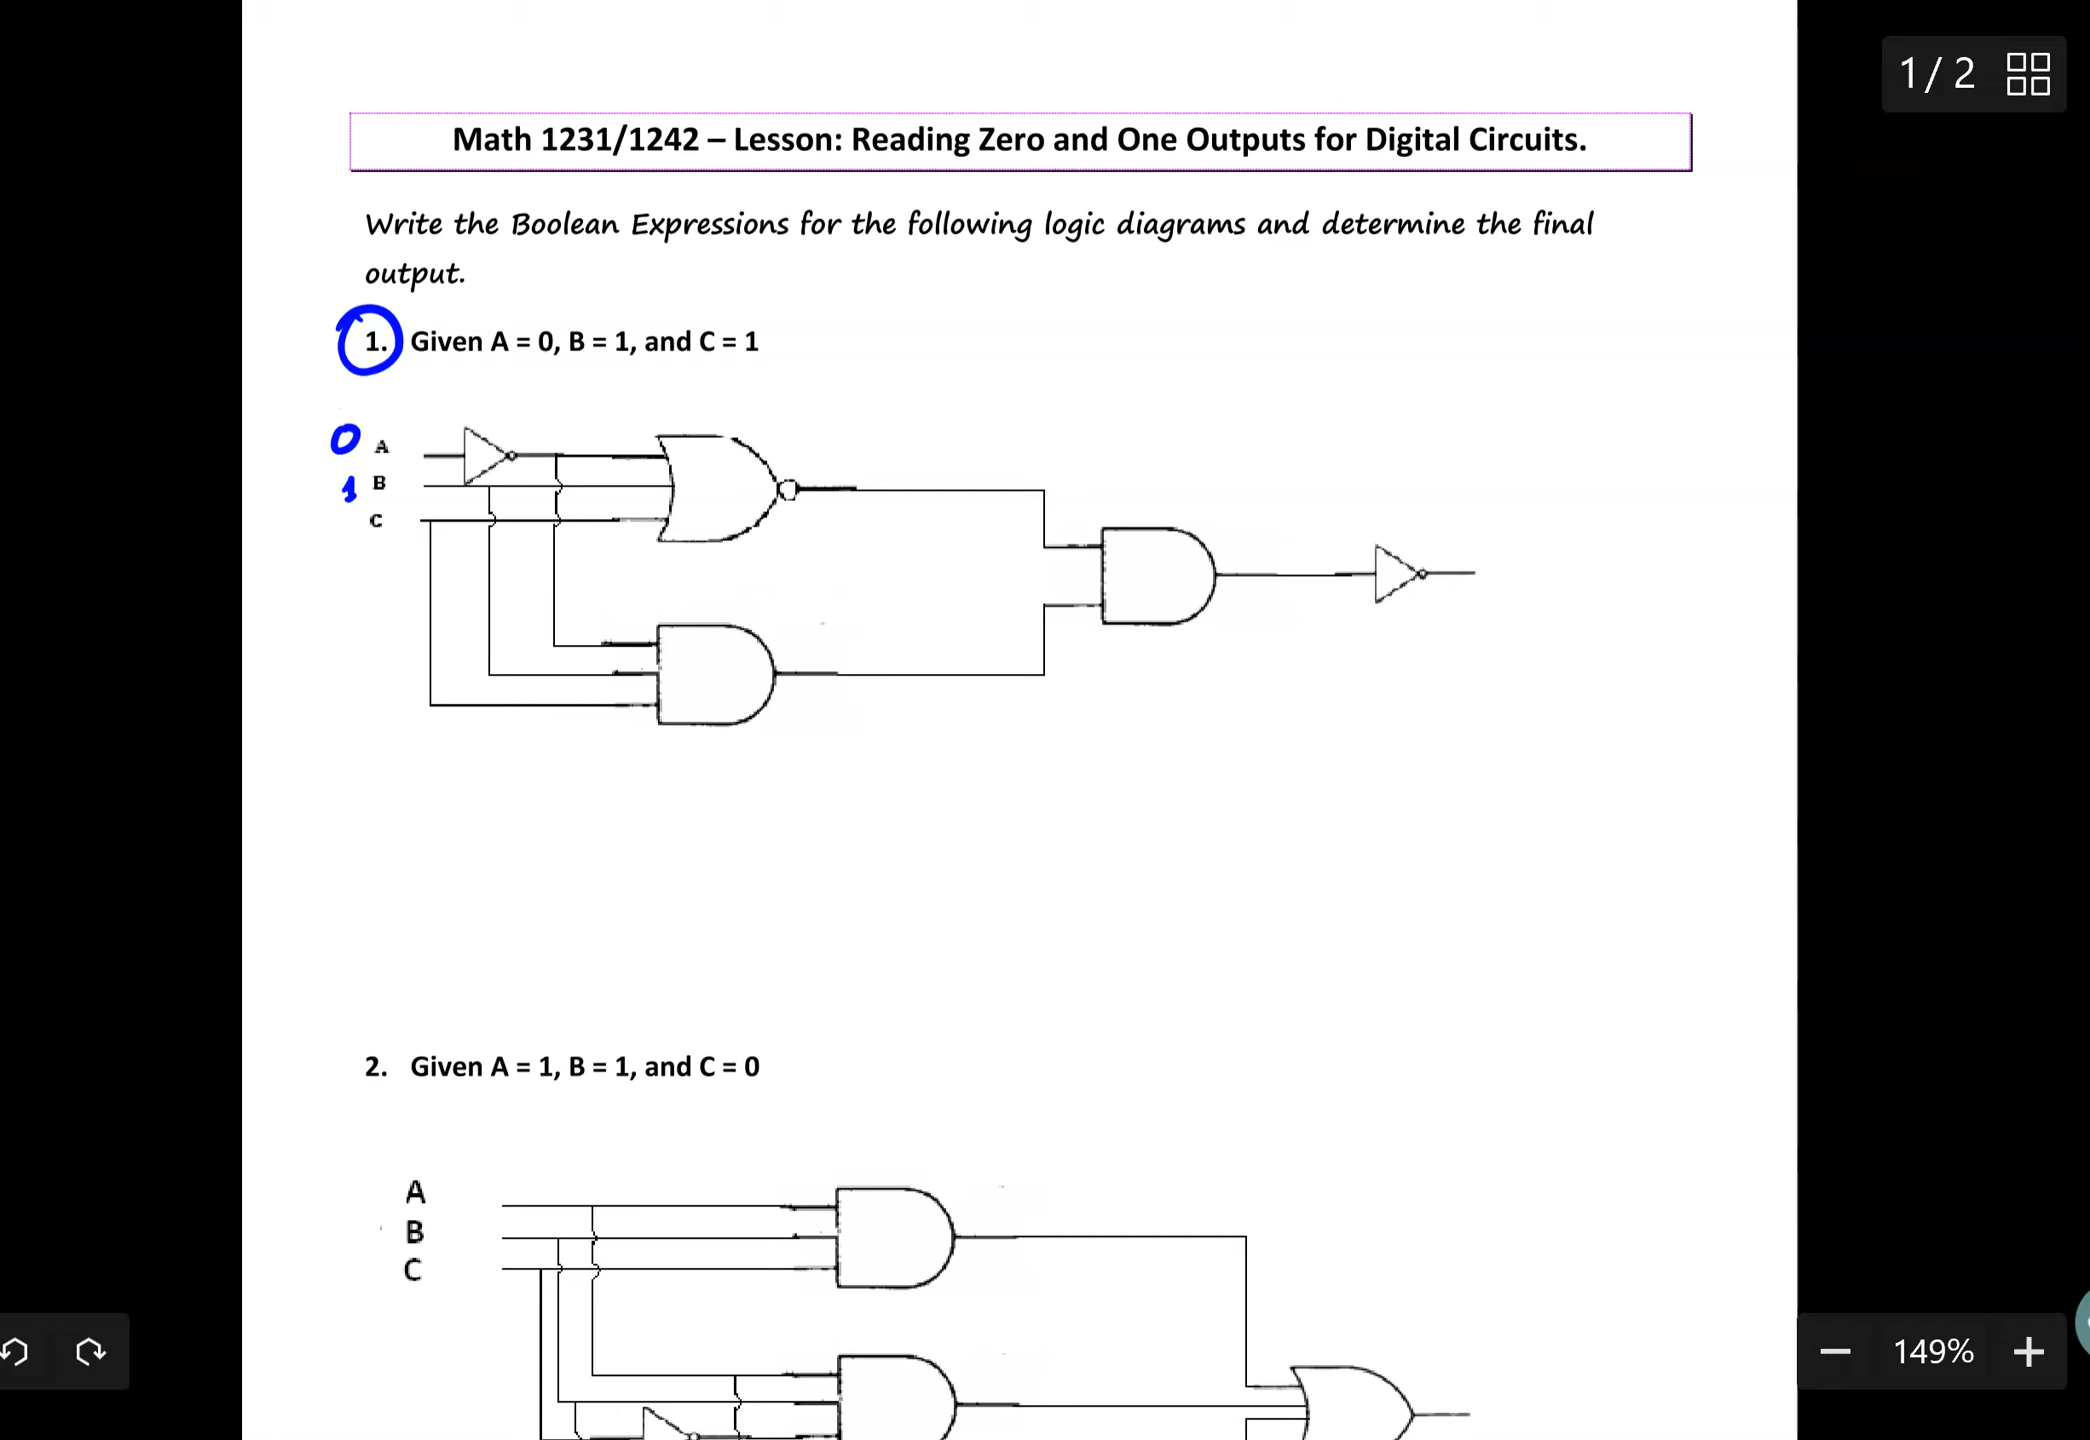 1/2
Math 1231/1242 – Lesson: Reading Zero and One Outputs for Digital Circuits.
Write the Boolean Expressions for the following logic diagrams and determine the final
output.
1. Given A = 0, B = 1, and C = 1
0 A
1 B
C
2. Given A = 1, B = 1, and C = 0
A
B
C
149%